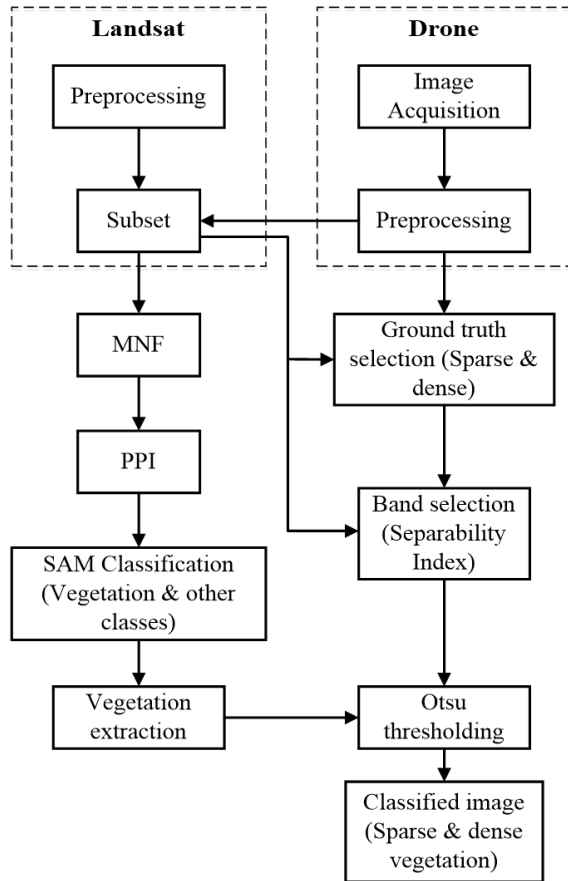 Landsat
Preprocessing
Subset
MNF
PPI
SAM Classification
(Vegetation & other
classes)
Vegetation
extraction
Drone
Image
Acquisition
Preprocessing
Ground truth
selection (Sparse &
dense)
Band selection
(Separability
Index)
Otsu
thresholding
Classified image
(Sparse & dense
vegetation)